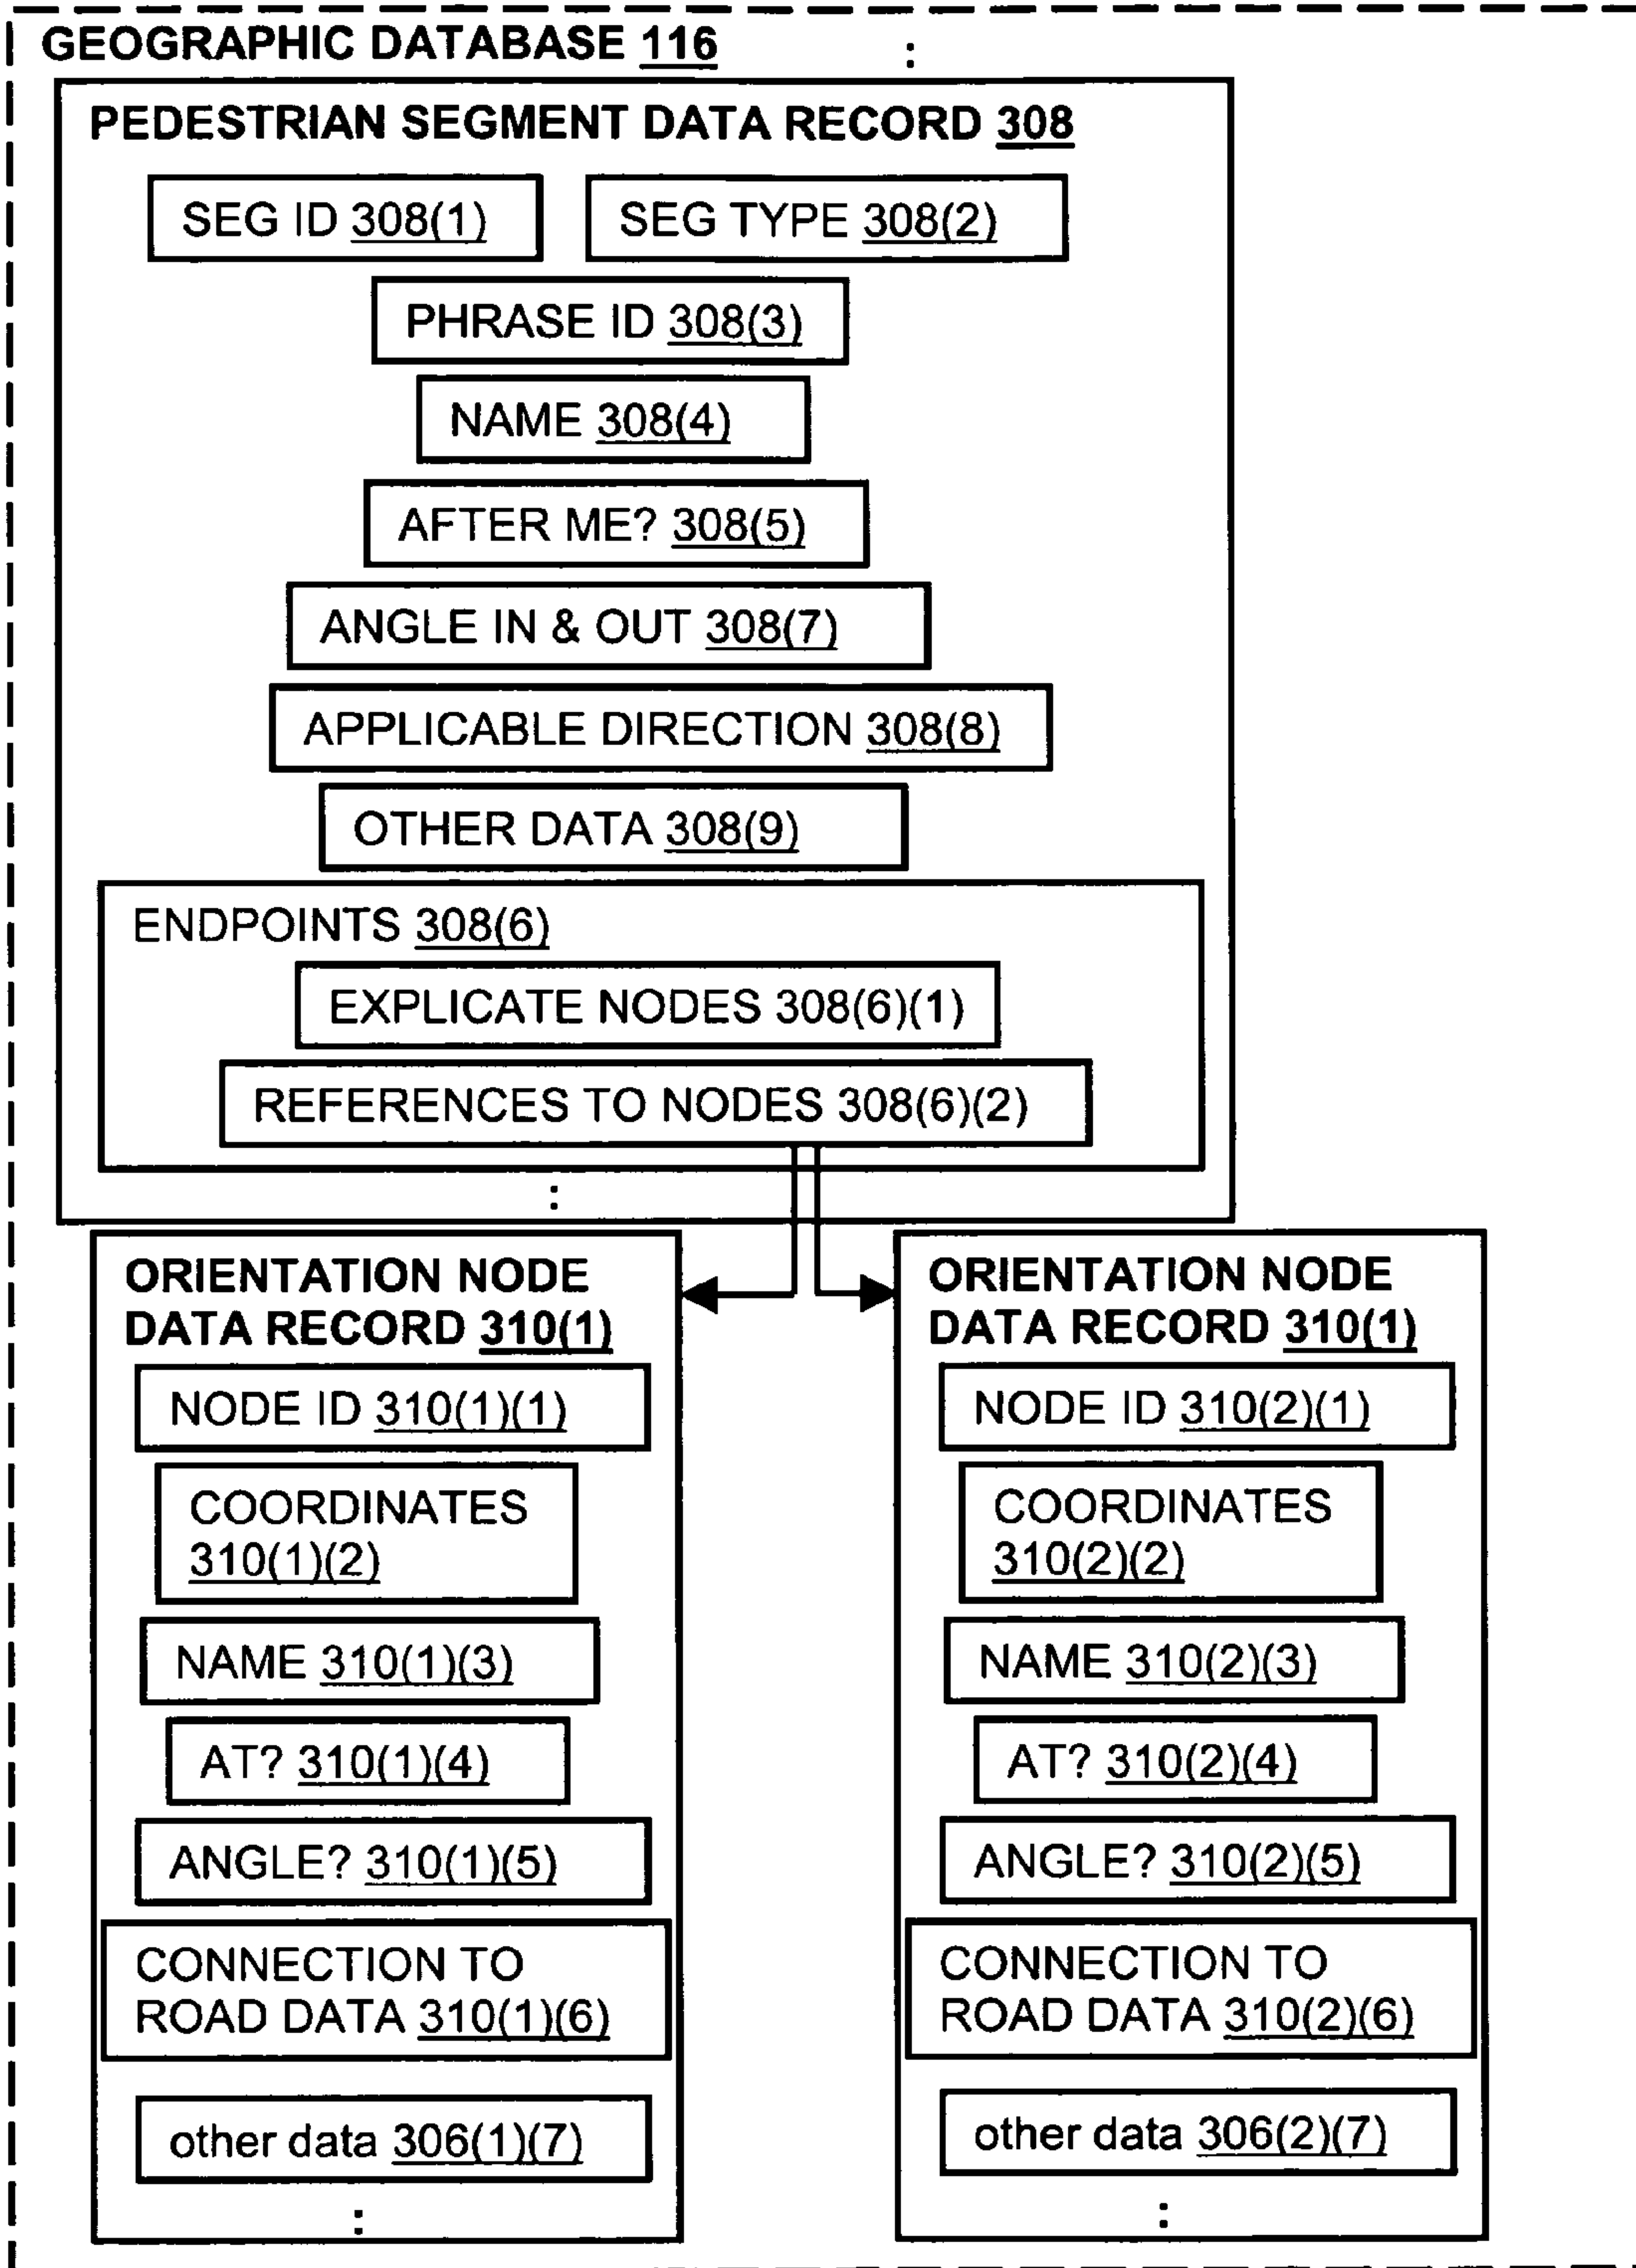 GEOGRAPHIC DATABASE 116
:
PEDESTRIAN SEGMENT DATA RECORD 308
SEG ID 308(1)
SEG TYPE 308(2)
PHRASE ID 308(3)
NAME 308(4)
AFTER ME? 308(5)
ANGLE IN & OUT 308(7)
APPLICABLE DIRECTION 308(8)
OTHER DATA 308(9)
ENDPOINTS 308(6)
EXPLICATE NODES 308(6)(1)
REFERENCES TO NODES 308(6)(2)
:
ORIENTATION NODE
DATA RECORD 310(1)
NODE ID 310(1)(1)
COORDINATES
310(1)(2)
NAME 310(1)(3)
AT? 310(1)(4)
ANGLE? 310(1)(5)
CONNECTION TO
ROAD DATA 310(1)(6)
other data 306(1)(7)
:
ORIENTATION NODE
DATA RECORD 310(1)
NODE ID 310(2)(1)
COORDINATES
310(2)(2)
NAME 310(2)(3)
AT? 310(2)(4)
ANGLE? 310(2)(5)
CONNECTION TO
ROAD DATA 310(2)(6)
other data 306(2)(7)
: